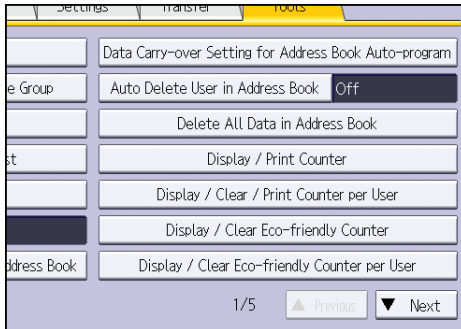 Settings Transfer Tools
Data Carry-over Setting for Address Book Auto-program
e Group Auto Delete User in Address Book Off
Delete All Data in Address Book
st Display / Print Counter
Display / Clear / Print Counter per User
Display / Clear Eco-friendly Counter
ddress Book Display / Clear Eco-friendly Counter per User
1/5 ▲ Previous ▼ Next